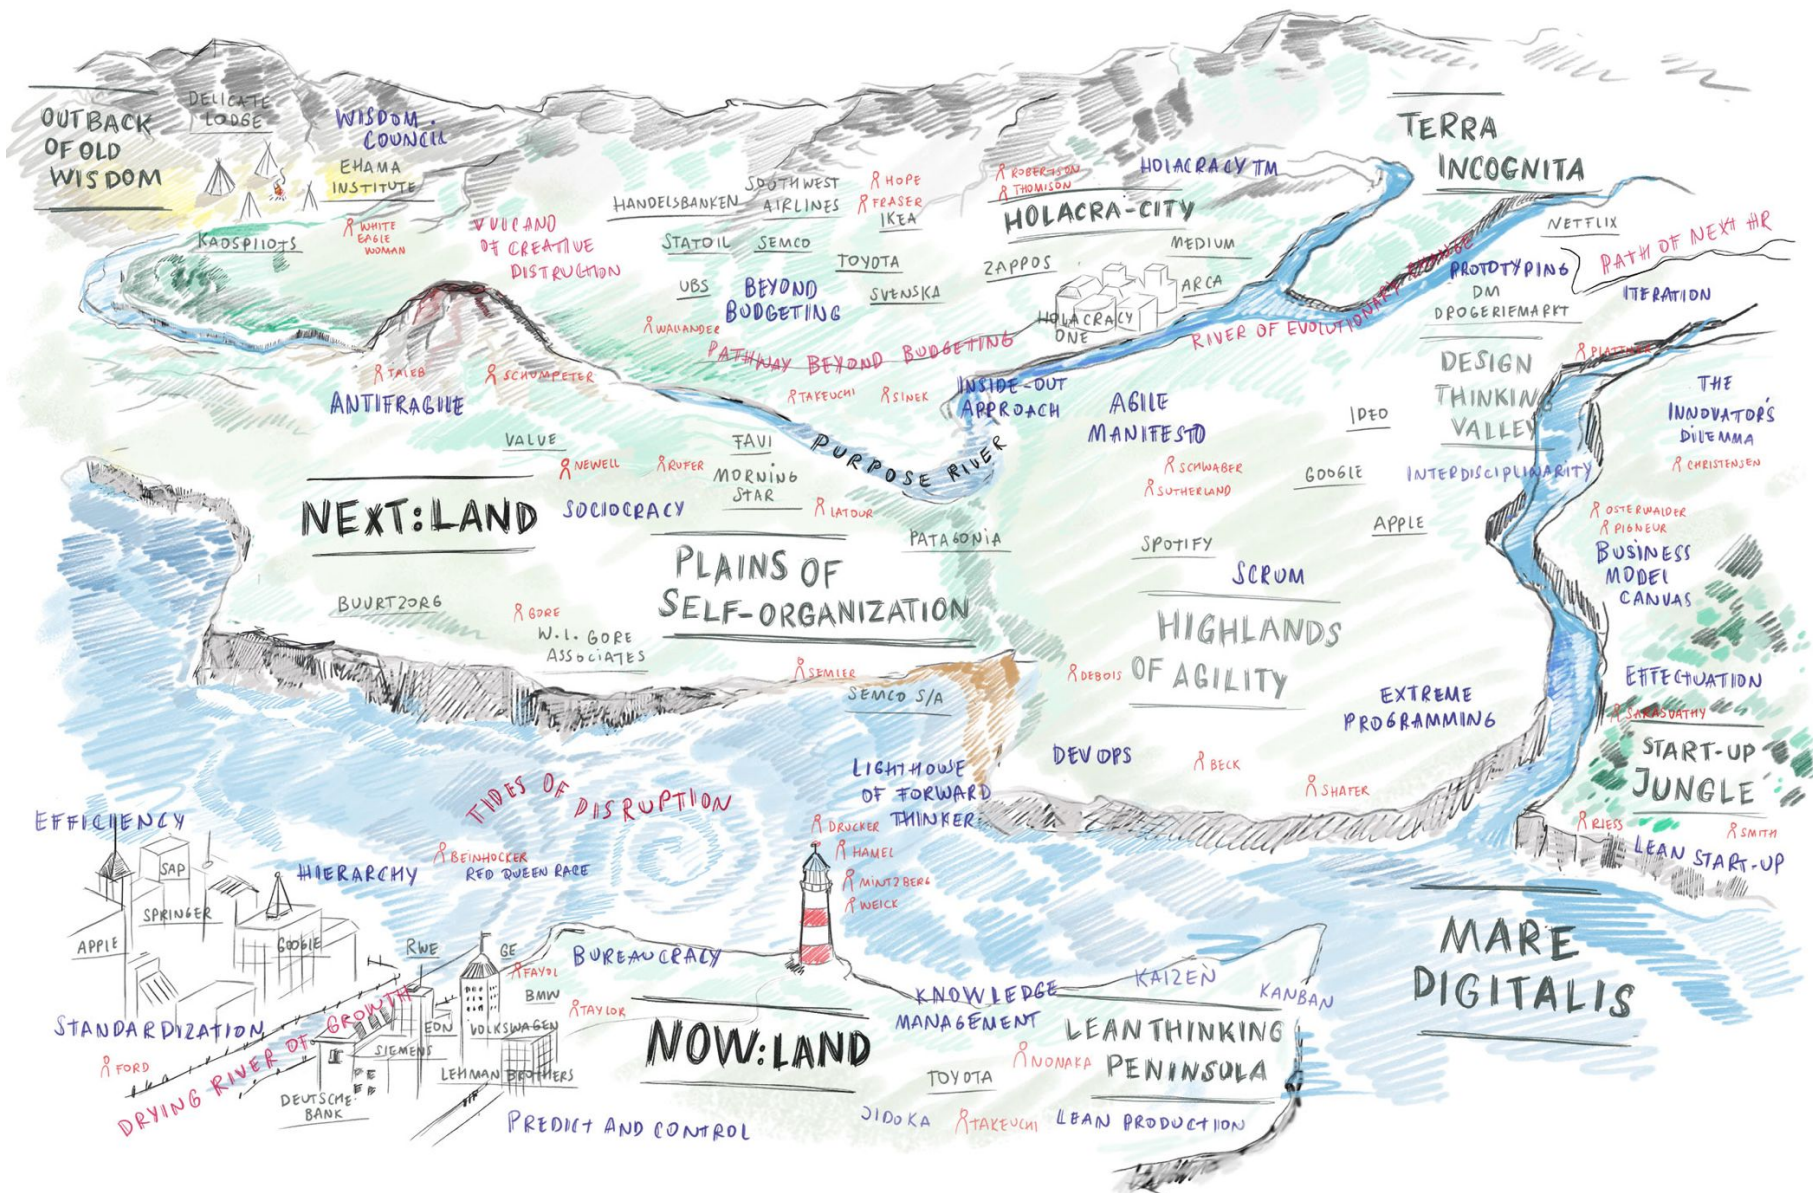 OUTBACK
OF OLD
WISDOM
DELICATE
LODGE
WISDOM
COUNCIL
EHAMA
INSTITUTE
WHITE
EAGLE
WOMAN
KAOSPILOTS
VULCANO
OF CREATIVE
DISTRUCTION
HANDELSBANKEN
SOUTHWEST
AIRLINES
HOPE
FRASER
IKEA
STATOIL
SEMCO
TOYOTA
UBS
BEYOND
BUDGETING
SVENSKA
WALLANDER
PATHWAY BEYOND BUDGETING
ROBERTSON
THOMISON
HOLACRACY TM
HOLACRA-CITY
MEDIUM
ZAPPOS
ARCA
HOLACRACY
ONE
TERRA
INCOGNITA
NETFLIX
PATH OF NEXT HR
PROTOTYPING
ITERATION
DM
DROGERIEMARKT
RIVER OF EVOLUTIONARY CHANGE
PLATTNER
DESIGN
THINKIN
VALLEY
THE
INNOVATOR'S
DILEMMA
CHRISTENSEN
TALEB
SCHUMPETER
ANTIFRAGILE
TAKEUCHI
SINEK
INSIDE-OUT
APPROACH
AGILE
MANIFESTO
IDEO
VALUE
FAVI
PURPOSE RIVER
NEWELL
RUFER
MORNING
STAR
SCHWABER
SUTHERLAND
GOOGLE
INTERDISCIPLINARITY
NEXT:LAND
SOCIOCRACY
LATOUR
PATAGONIA
SPOTIFY
APPLE
OSTERWALDER
PIGNEUR
BUSINESS
MODEL
CANVAS
PLAINS OF
SELF-ORGANIZATION
SCRUM
BUURTZORG
GORE
W.L. GORE
ASSOCIATES
HIGHLANDS
OF AGILITY
SEMLER
SEMCO S/A
DEBOIS
EXTREME
PROGRAMMING
EFFECTUATION
SARASVATHY
START-UP
JUNGLE
DEVOPS
BECK
SHAFER
RIESS
SMITH
LEAN START-UP
LIGHTHOUSE
OF FORWARD
THINKER
TIDES OF
DISRUPTION
DRUCKER
HAMEL
MINTZBERG
WEICK
BEINHOCKER
RED QUEEN RACE
EFFICIENCY
HIERARCHY
SAP
SPRINGER
APPLE
GOOGLE
RWE
GE
FAYOL
BMW
BUREAUCRACY
TAYLOR
STANDARDIZATION
FORD
DRYING RIVER OF GROWTH
EON
VOLKSWAGEN
SIEMENS
LEHMAN BROTHERS
DEUTSCHE
BANK
PREDICT AND CONTROL
NOW:LAND
KNOWLEDGE
MANAGEMENT
KAIZEN
KANBAN
LEAN THINKING
PENINSULA
NONAKA
TOYOTA
JIDOKA
TAKEUCHI
LEAN PRODUCTION
MARE
DIGITALIS